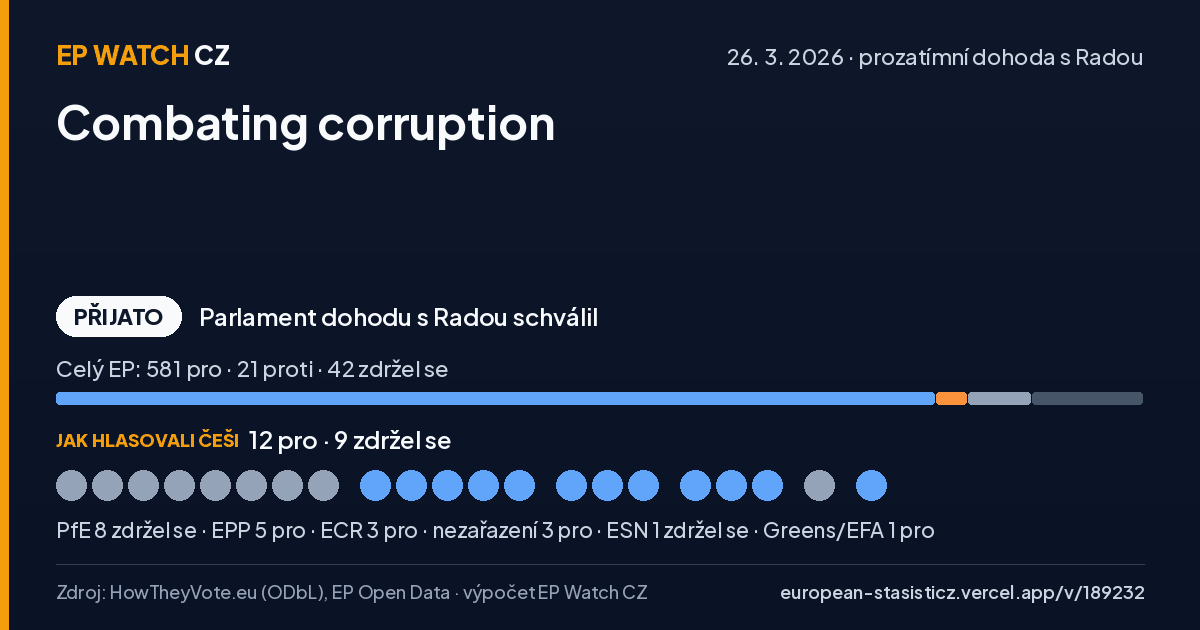 EP WATCH CZ
26. 3. 2026 · prozatímní dohoda s Radou
Combating corruption
PŘIJATO
Parlament dohodu s Radou schválil
Celý EP: 581 pro · 21 proti · 42 zdržel se
JAK HLASOVALI ČEŠI 12 pro · 9 zdržel se
PfE 8 zdržel se · EPP 5 pro · ECR 3 pro · nezařazení 3 pro · ESN 1 zdržel se · Greens/EFA 1 pro
Zdroj: HowTheyVote.eu (ODbL), EP Open Data · výpočet EP Watch CZ
european-stasisticz.vercel.app/v/189232